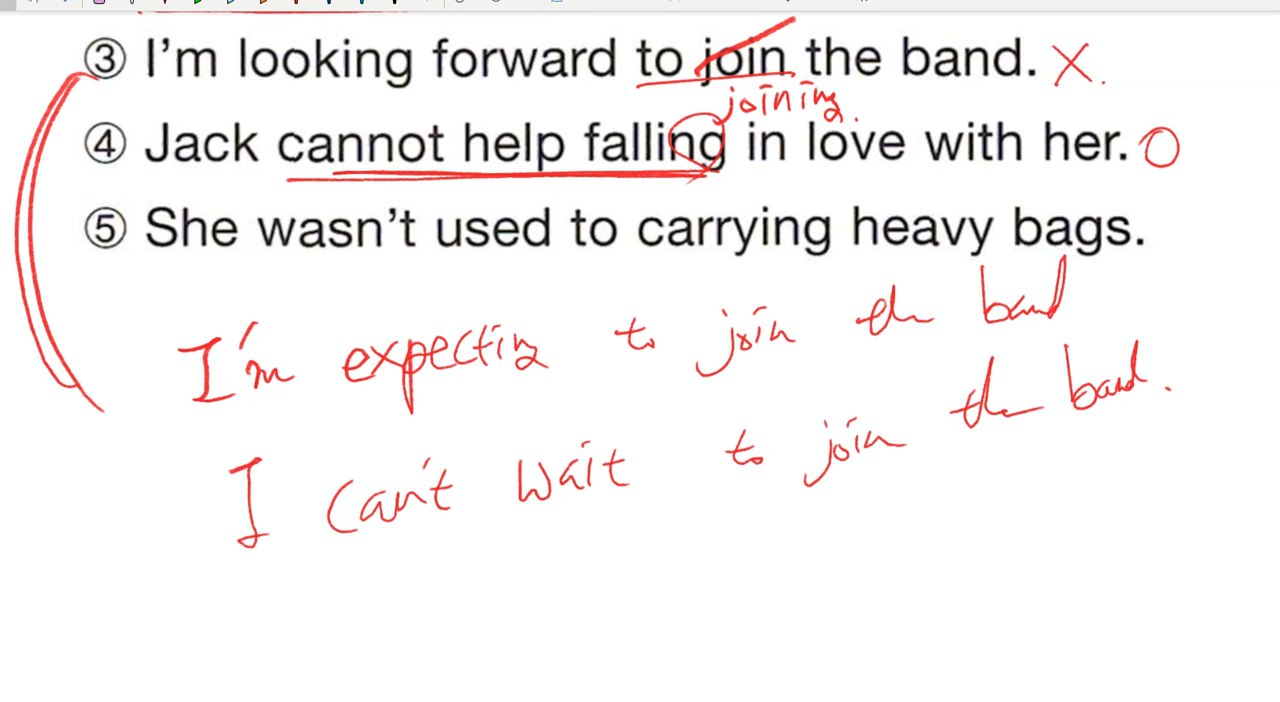 ③ I'm looking forward to join the band. X.
joining.
④ Jack cannot help falling in love with her. O
⑤ She wasn't used to carrying heavy bags.
I'm expecting to join the band
I can't wait to join the band.